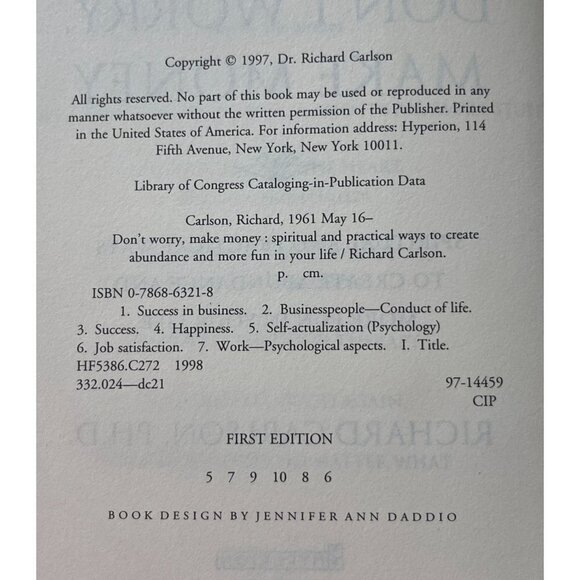 DON'T WORRY
MAKE MONEY
Copyright © 1997, Dr. Richard Carlson
All rights reserved. No part of this book may be used or reproduced in any
manner whatsoever without the written permission of the Publisher. Printed
in the United States of America. For information address: Hyperion, 114
Fifth Avenue, New York, New York 10011.
Library of Congress Cataloging-in-Publication Data
Carlson, Richard, 1961 May 16–
Don't worry, make money : spiritual and practical ways to create
abundance and more fun in your life / Richard Carlson.
p. cm.
ISBN 0-7868-6321-8
1. Success in business. 2. Businesspeople—Conduct of life.
3. Success. 4. Happiness. 5. Self-actualization (Psychology)
6. Job satisfaction. 7. Work—Psychological aspects. I. Title.
HF5386.C272 1998
332.024—dc21 97-14459
CIP
RICHARD CARLSON, PH.D.
FIRST EDITION
5 7 9 10 8 6
BOOK DESIGN BY JENNIFER ANN DADDIO